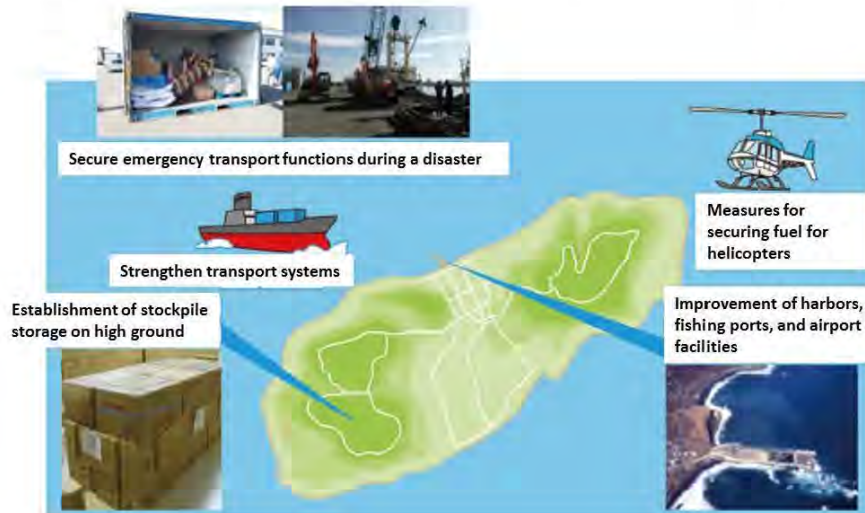 Secure emergency transport functions during a disaster
Strengthen transport systems
Measures for
securing fuel for
helicopters
Establishment of stockpile
storage on high ground
Improvement of harbors,
fishing ports, and airport
facilities